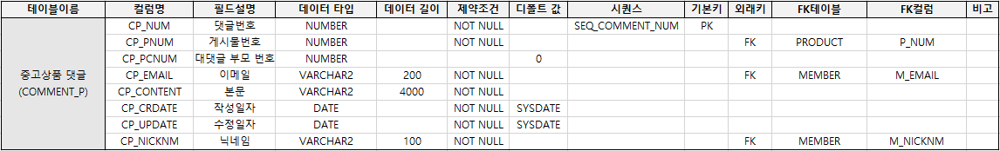 테이블이름 컬럼명 필드설명 데이터 타입 데이터 길이 제약조건 디폴트 값 시퀀스 기본키 외래키 FK테이블 FK컬럼 비고
중고상품 댓글
(COMMENT_P)
CP_NUM 댓글번호 NUMBER NOT NULL SEQ_COMMENT_NUM PK
CP_PNUM 게시물번호 NUMBER NOT NULL FK PRODUCT P_NUM
CP_PCNUM 대댓글 부모 번호 NUMBER 0
CP_EMAIL 이메일 VARCHAR2 200 NOT NULL FK MEMBER M_EMAIL
CP_CONTENT 본문 VARCHAR2 4000 NOT NULL
CP_CRDATE 작성일자 DATE NOT NULL SYSDATE
CP_UPDATE 수정일자 DATE NOT NULL SYSDATE
CP_NICKNM 닉네임 VARCHAR2 100 NOT NULL FK MEMBER M_NICKNM